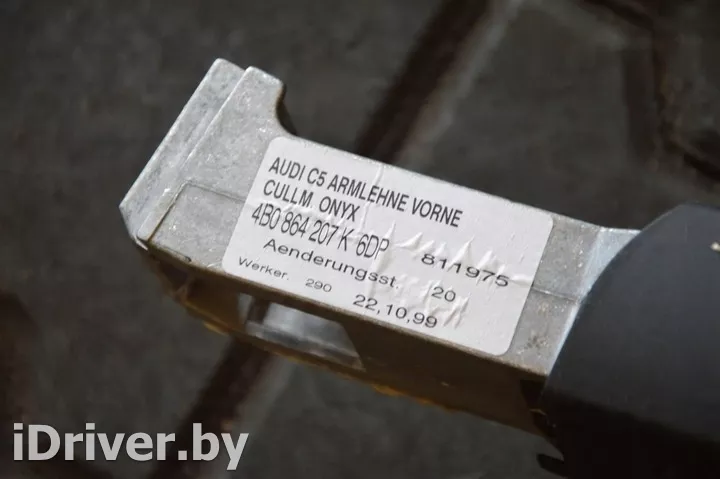 AUDI C5 ARMLEHNE VORNE
CULLM. ONYX
4B0 864 207 K 6DP 811975
Aenderungsst. 20
Werker. 290 22,10,99
iDriver.by